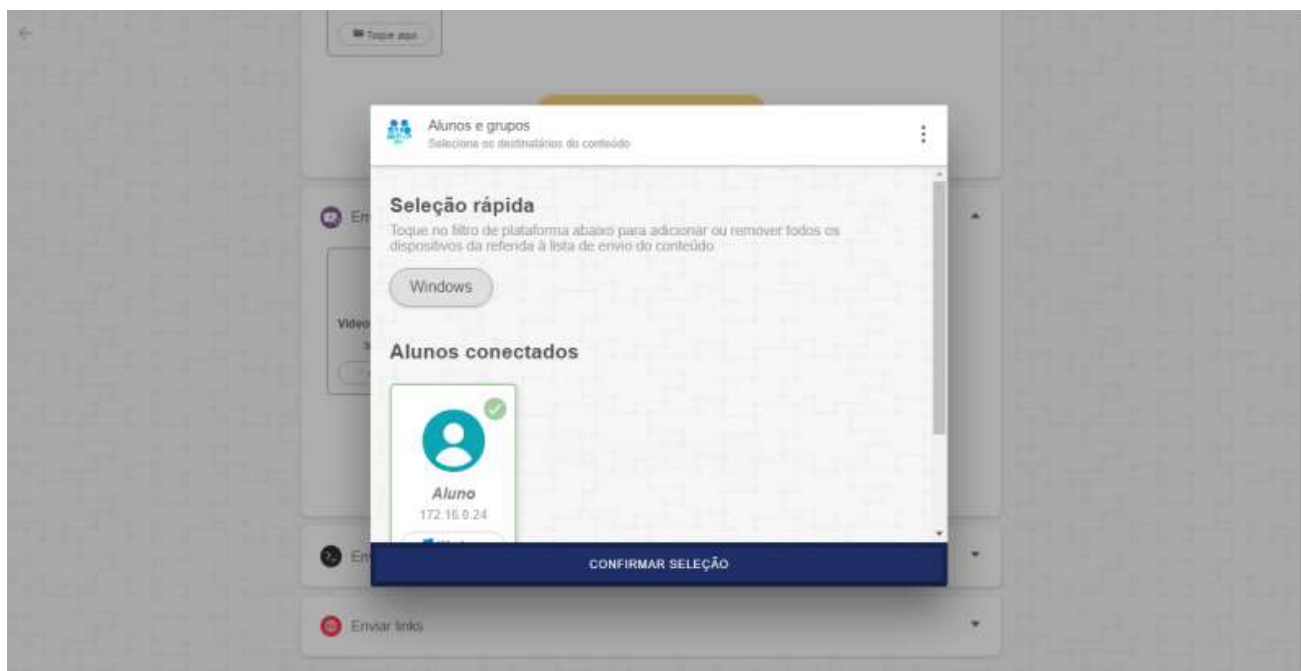 Toque aqui
Alunos e grupos
Selecione os destinatários do conteúdo
Seleção rápida
Toque no filtro de plataforma abaixo para adicionar ou remover todos os
dispositivos da referida à lista de envio do conteúdo
Windows
Alunos conectados
Aluno
172.16.0.24
CONFIRMAR SELEÇÃO
Enviar links